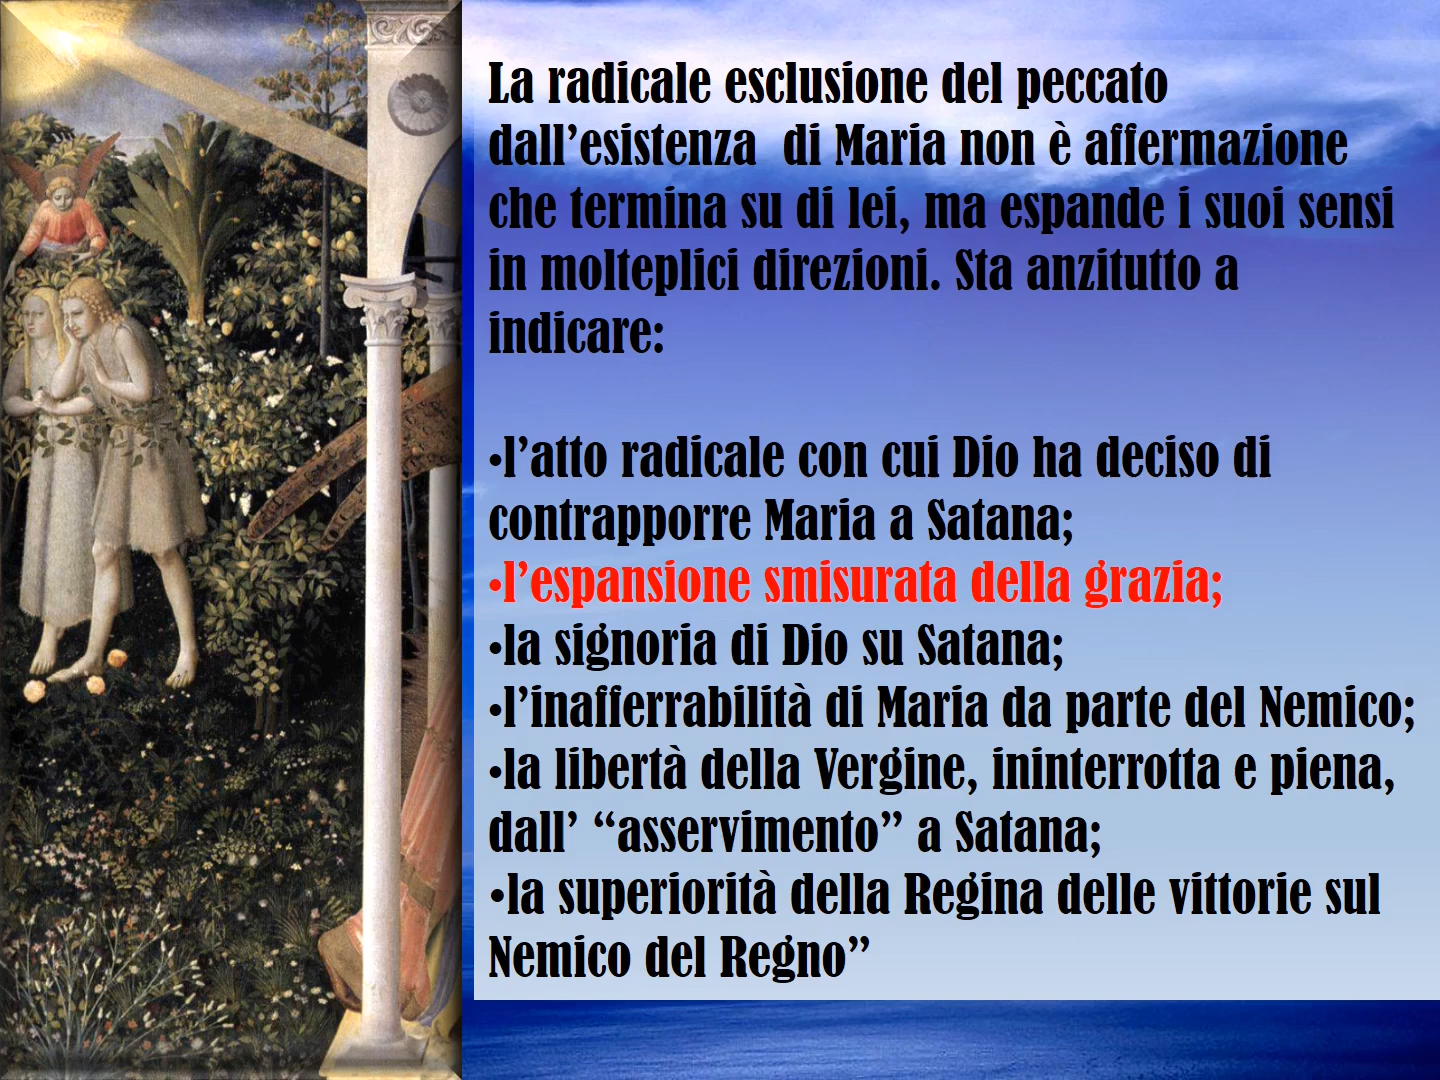 La radicale esclusione del peccato
dall’esistenza  di Maria non è affermazione
che termina su di lei, ma espande i suoi sensi
in molteplici direzioni. Sta anzitutto a
indicare:
•l’atto radicale con cui Dio ha deciso di
contrapporre Maria a Satana;
•l’espansione smisurata della grazia;
•la signoria di Dio su Satana;
•l’inafferrabilità di Maria da parte del Nemico;
•la libertà della Vergine, ininterrotta e piena,
dall’ “asservimento” a Satana;
•la superiorità della Regina delle vittorie sul
Nemico del Regno”